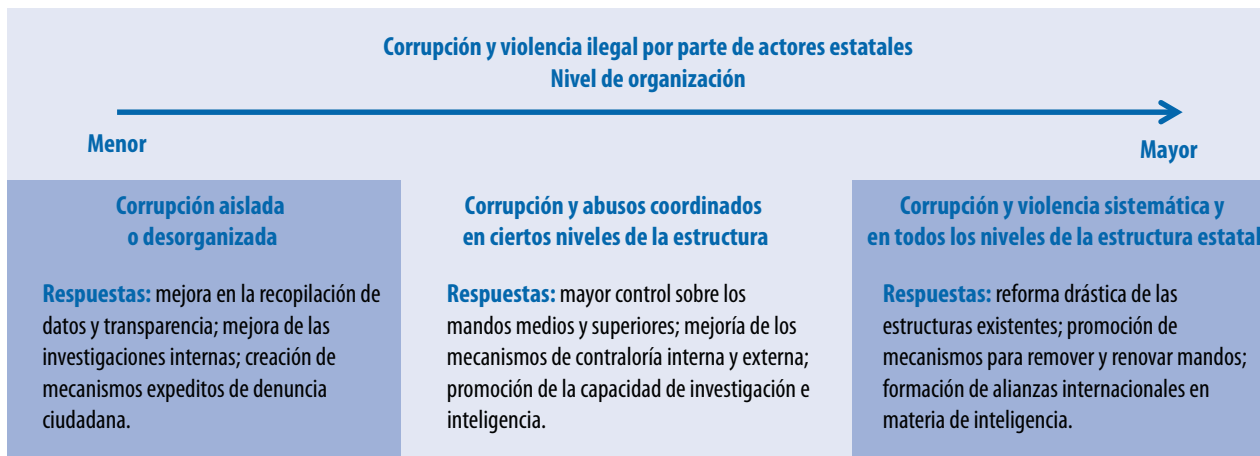 Corrupción y violencia ilegal por parte de actores estatales
Nivel de organización
Menor
Mayor
Corrupción aislada
o desorganizada
Respuestas: mejora en la recopilación de
datos y transparencia; mejora de las
investigaciones internas; creación de
mecanismos expeditos de denuncia
ciudadana.
Corrupción y abusos coordinados
en ciertos niveles de la estructura
Respuestas: mayor control sobre los
mandos medios y superiores; mejoría de los
mecanismos de contraloría interna y externa;
promoción de la capacidad de investigación e
inteligencia.
Corrupción y violencia sistemática y
en todos los niveles de la estructura estatal
Respuestas: reforma drástica de las
estructuras existentes; promoción de
mecanismos para remover y renovar mandos;
formación de alianzas internacionales en
materia de inteligencia.